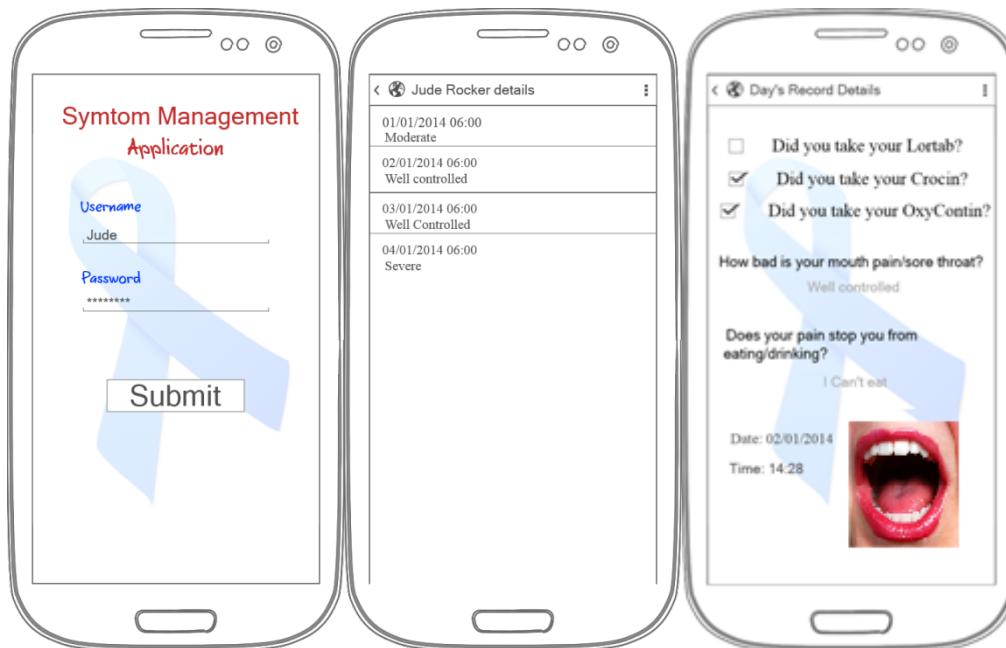 Symtom Management
Application
Username
Jude
Password
********
Submit
Jude Rocker details
01/01/2014 06:00
Moderate
02/01/2014 06:00
Well controlled
03/01/2014 06:00
Well Controlled
04/01/2014 06:00
Severe
Day's Record Details
Did you take your Lortab?
Did you take your Crocin?
Did you take your OxyContin?
How bad is your mouth pain/sore throat?
Well controlled
Does your pain stop you from
eating/drinking?
I Can't eat
Date: 02/01/2014
Time: 14:28